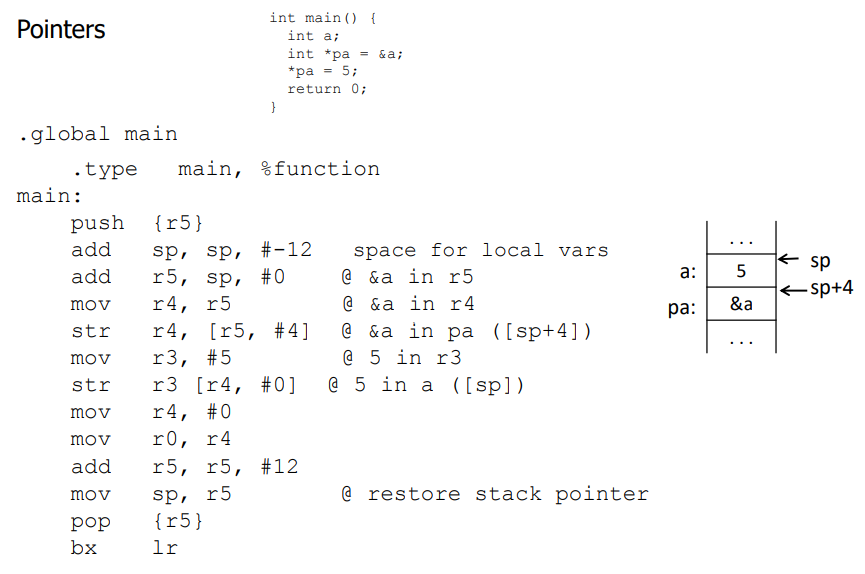 Pointers
int main() {
int a;
int *pa = &a;
*pa = 5;
return 0;
}
.global main
.type main, %function
main:
push {r5}
add sp, sp, #-12 space for local vars
add r5, sp, #0 @ &a in r5
mov r4, r5 @ &a in r4
str r4, [r5, #4] @ &a in pa ([sp+4])
mov r3, #5 @ 5 in r3
str r3 [r4, #0] @ 5 in a ([sp])
mov r4, #0
mov r0, r4
add r5, r5, #12
mov sp, r5 @ restore stack pointer
pop {r5}
bx lr
...
sp
a: 5
sp+4
pa: &a
...